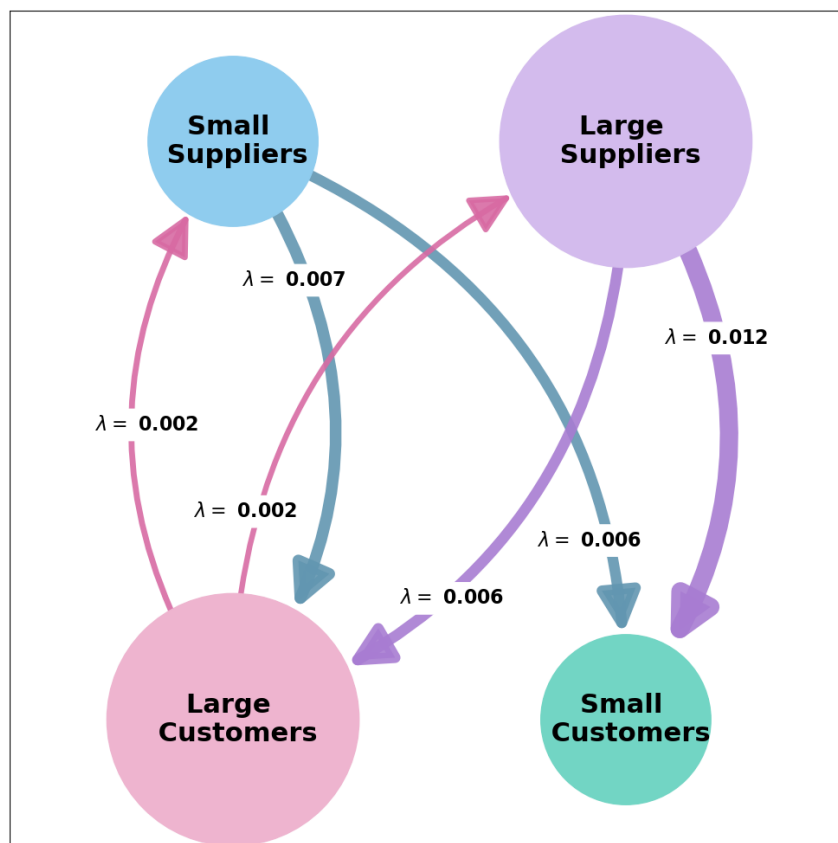 Small
Suppliers
Large
Suppliers
λ = 0.007
λ = 0.012
λ = 0.002
λ = 0.002
λ = 0.006
λ = 0.006
Large
Customers
Small
Customers